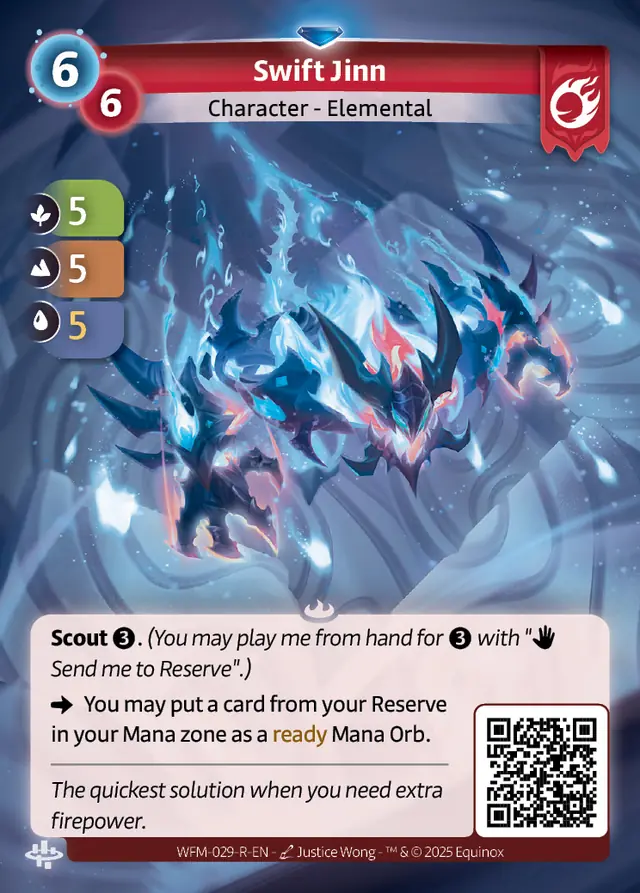 6
Swift Jinn
6
Character - Elemental
5
5
5
Scout 3. (You may play me from hand for 3 with "
Send me to Reserve".)
You may put a card from your Reserve
in your Mana zone as a ready Mana Orb.
The quickest solution when you need extra
firepower.
WFM-029-R-EN - Justice Wong - ™ & © 2025 Equinox